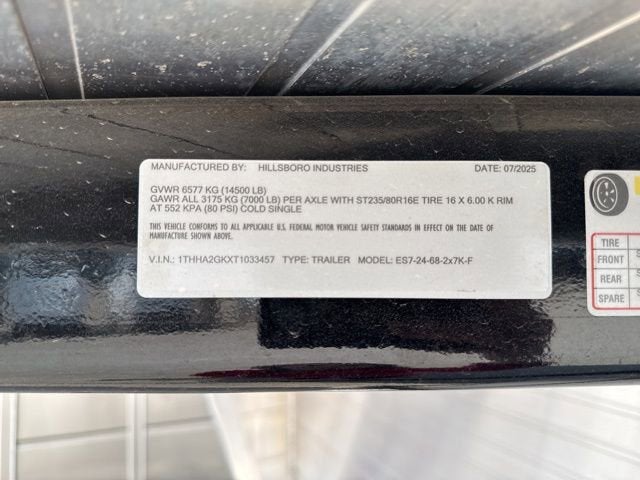 MANUFACTURED BY: HILLSBORO INDUSTRIES DATE: 07/2025
GVWR 6577 KG (14500 LB)
GAWR ALL 3175 KG (7000 LB) PER AXLE WITH ST235/80R16E TIRE 16 X 6.00 K RIM
AT 552 KPA (80 PSI) COLD SINGLE
THIS VEHICLE CONFORMS TO ALL APPLICABLE U.S. FEDERAL MOTOR VEHICLE SAFETY STANDARDS IN EFFECT ON THE DATE OF MANUFACTURE SHOWN ABOVE.
V.I.N.: 1THHA2GKXT1033457 TYPE: TRAILER MODEL: ES7-24-68-2x7K-F
TIRE
FRONT
REAR
SPARE